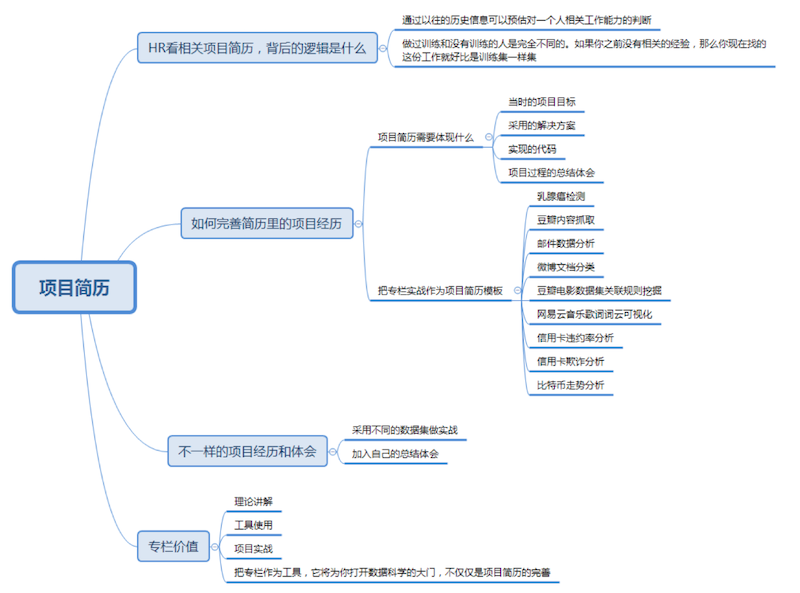 项目简历
HR看相关项目简历，背后的逻辑是什么
通过以往的历史信息可以预估对一个人相关工作能力的判断
做过训练和没有训练的人是完全不同的。如果你之前没有相关的经验，那么你现在找的
这份工作就好比是训练集一样集
如何完善简历里的项目经历
项目简历需要体现什么
当时的项目目标
采用的解决方案
实现的代码
项目过程的总结体会
把专栏实战作为项目简历模板
乳腺癌检测
豆瓣内容抓取
邮件数据分析
微博文档分类
豆瓣电影数据集关联规则挖掘
网易云音乐歌词词云可视化
信用卡违约率分析
信用卡欺诈分析
比特币走势分析
不一样的项目经历和体会
采用不同的数据集做实战
加入自己的总结体会
专栏价值
理论讲解
工具使用
项目实战
把专栏作为工具，它将为你打开数据科学的大门，不仅仅是项目简历的完善